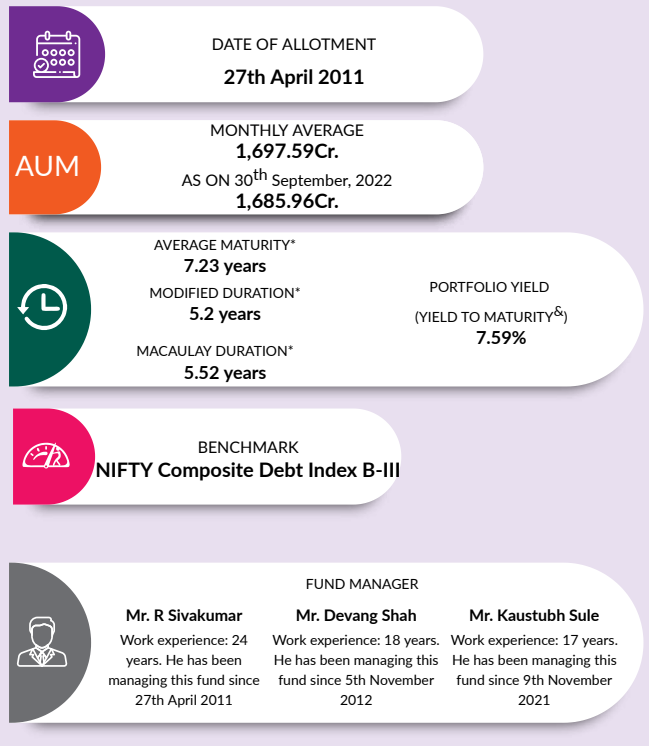 DATE OF ALLOTMENT
27th April 2011
AUM
MONTHLY AVERAGE
1,697.59Cr.
AS ON 30th September, 2022
1,685.96Cr.
AVERAGE MATURITY*
7.23 years
MODIFIED DURATION*
5.2 years
MACAULAY DURATION*
5.52 years
PORTFOLIO YIELD
(YIELD TO MATURITY&)
7.59%
BENCHMARK
NIFTY Composite Debt Index B-III
FUND MANAGER
Mr. R Sivakumar
Work experience: 24
years. He has been
managing this fund since
27th April 2011
Mr. Devang Shah
Work experience: 18 years.
He has been managing this
fund since 5th November
2012
Mr. Kaustubh Sule
Work experience: 17 years.
He has been managing this
fund since 9th November
2021